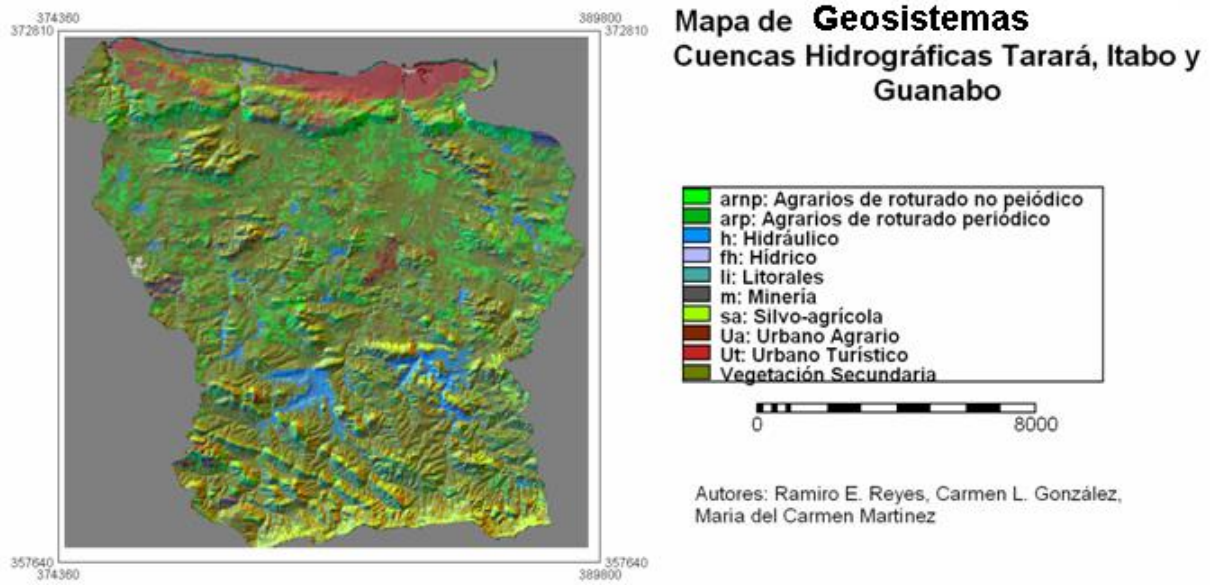 374360
389800
372810
372810
357640
357640
374360
389800
Mapa de Geosistemas
Cuencas Hidrográficas Tarará, Itabo y
Guanabo
arnp: Agrarios de roturado no peiódico
arp: Agrarios de roturado periódico
h: Hidráulico
fh: Hídrico
li: Litorales
m: Minería
sa: Silvo-agrícola
Ua: Urbano Agrario
Ut: Urbano Turístico
Vegetación Secundaria
0
8000
Autores: Ramiro E. Reyes, Carmen L. González,
Maria del Carmen Martinez